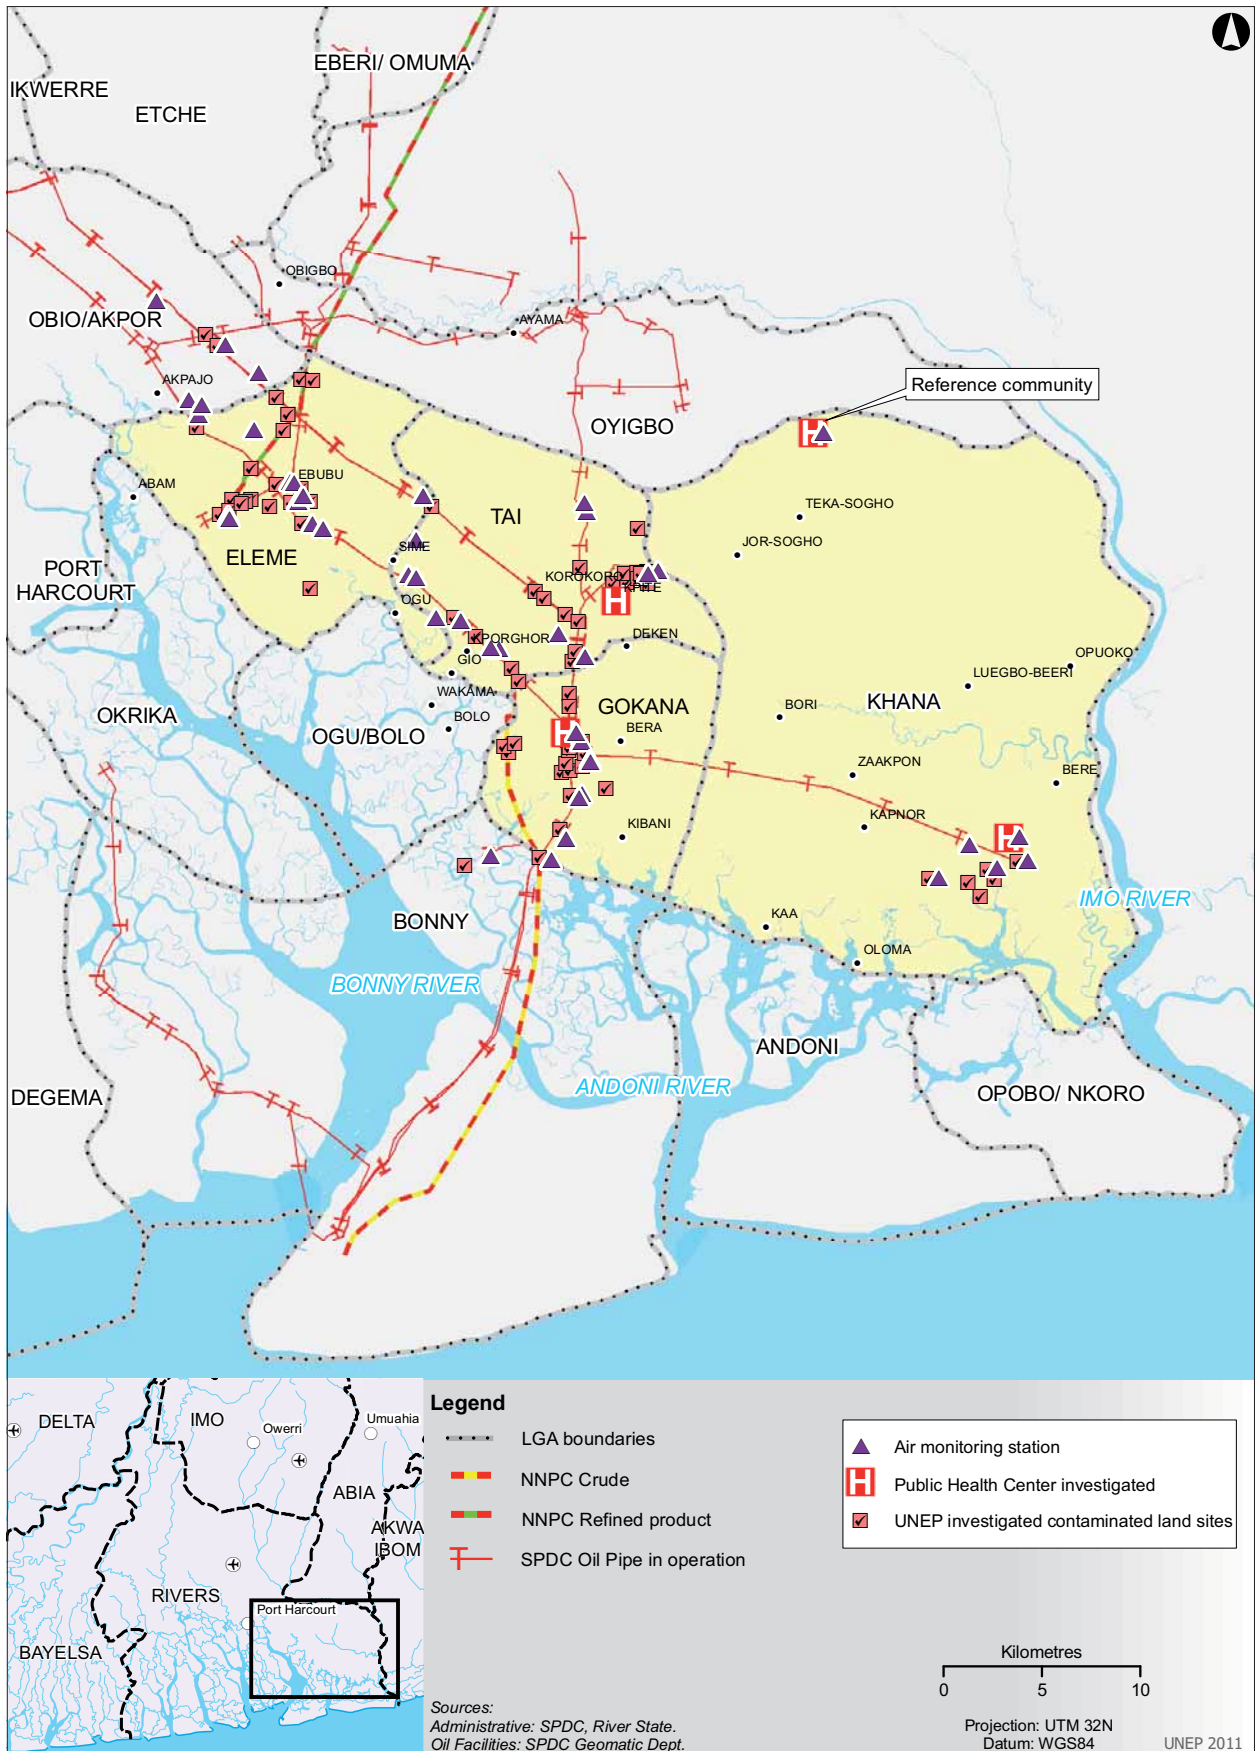 EBERI/ OMUMA
IKWERRE
ETCHE
OBIGBO
OBIO/AKPOR
AYAMA
AKPAJO
Reference community
OYIGBO
EBUBU
ABAM
TEKA-SOGHO
TAI
JOR-SOGHO
SIME
ELEME
PORT
HARCOURT
KOROKORO
KPITE
OGU
DEKEN
KPORGHOR
GIO
OPUOKO
LUEGBO-BEERI
WAKAMA
KHANA
GOKANA
BORI
OKRIKA
BOLO
OGU/BOLO
BERA
ZAAKPON
BERE
KIBANI
KAPNOR
IMO RIVER
BONNY
KAA
OLOMA
BONNY RIVER
ANDONI
ANDONI RIVER
DEGEMA
OPOBO/ NKORO
DELTA
IMO
Owerri
Umuahia
ABIA
AKWA
IBOM
RIVERS
Port Harcourt
BAYELSA
Legend
LGA boundaries
NNPC Crude
NNPC Refined product
SPDC Oil Pipe in operation
Air monitoring station
H Public Health Center investigated
UNEP investigated contaminated land sites
Kilometres
0 5 10
Sources:
Administrative: SPDC, River State.
Oil Facilities: SPDC Geomatic Dept.
Projection: UTM 32N
Datum: WGS84
UNEP 2011